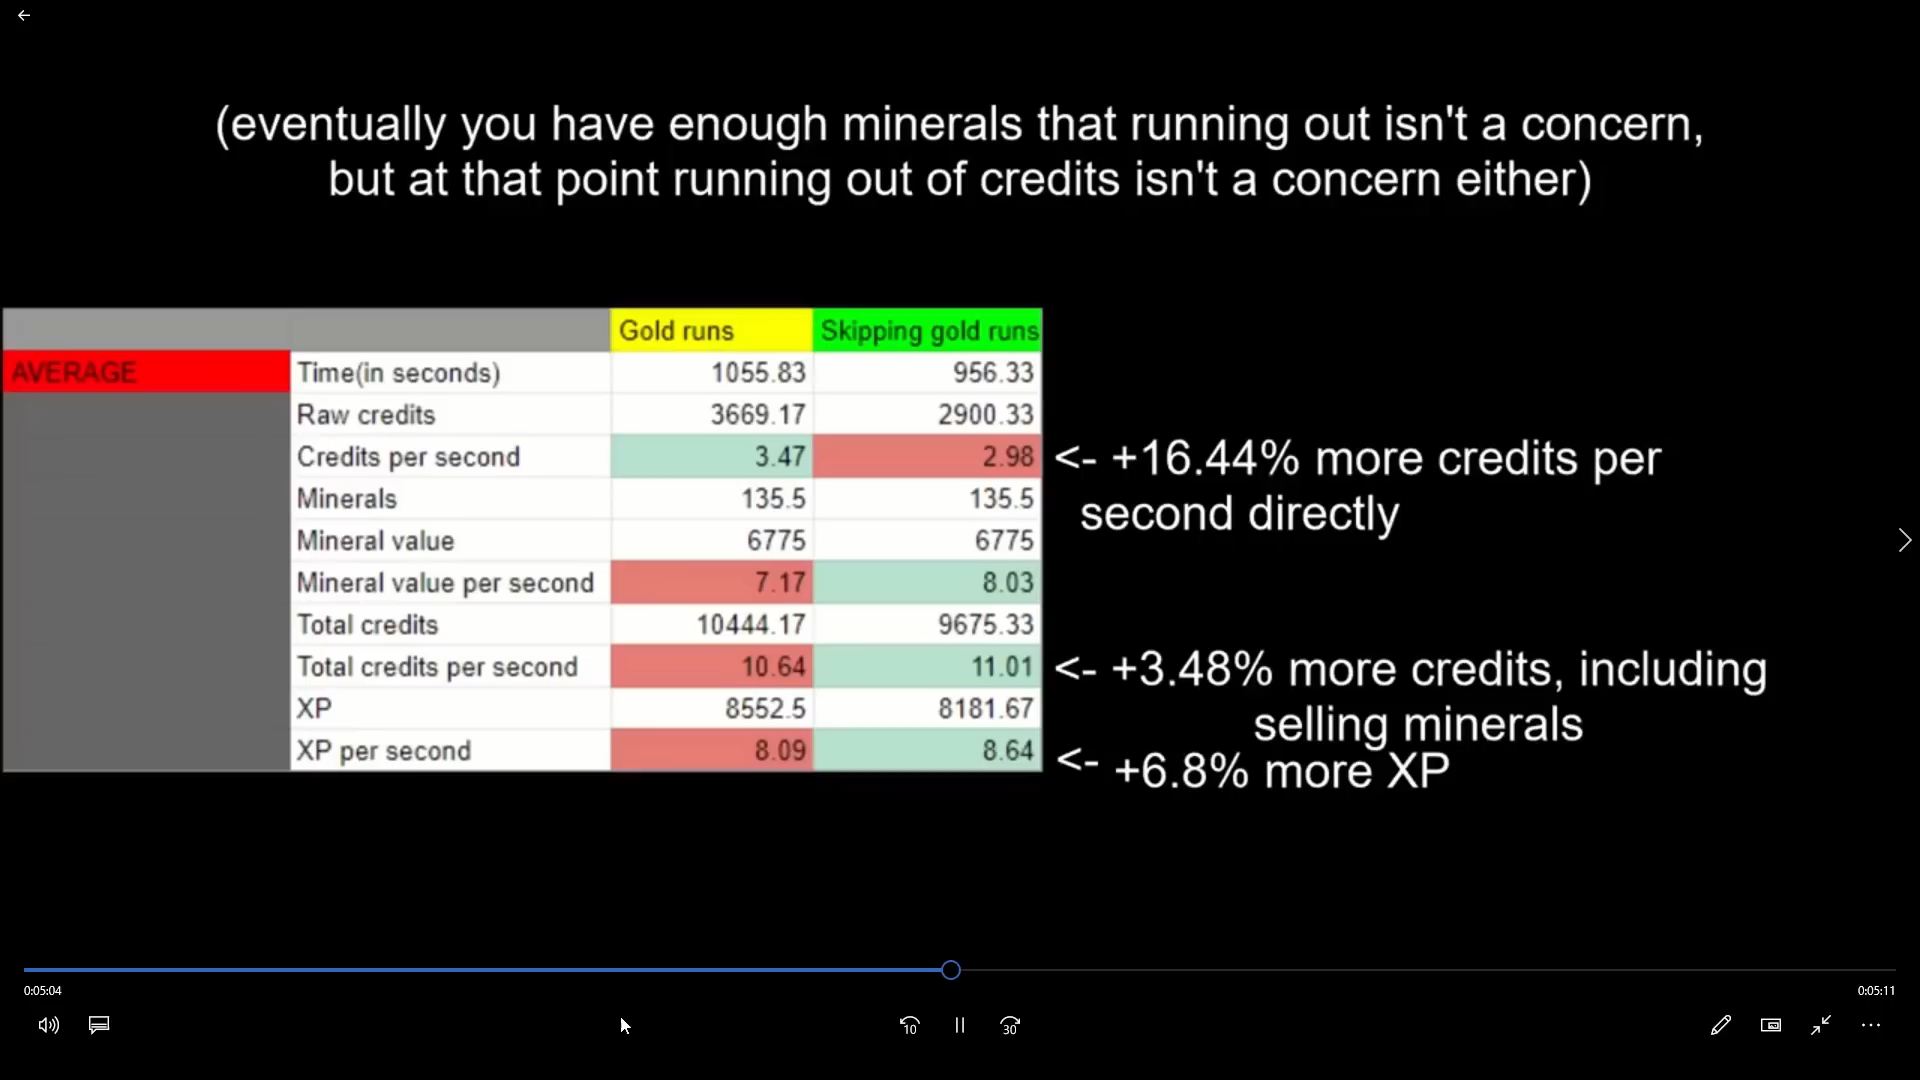 (eventually you have enough minerals that running out isn't a concern,
but at that point running out of credits isn't a concern either)
Gold runs Skipping gold runs
AVERAGE Time(in seconds) 1055.83 956.33
Raw credits 3669.17 2900.33
Credits per second 3.47 2.98 <- +16.44% more credits per
second directly
Minerals 135.5 135.5
Mineral value 6775 6775
Mineral value per second 7.17 8.03
Total credits 10444.17 9675.33
Total credits per second 10.64 11.01 <- +3.48% more credits, including
selling minerals
XP 8552.5 8181.67
XP per second 8.09 8.64 <- +6.8% more XP
0:05:04 0:05:11
10 30